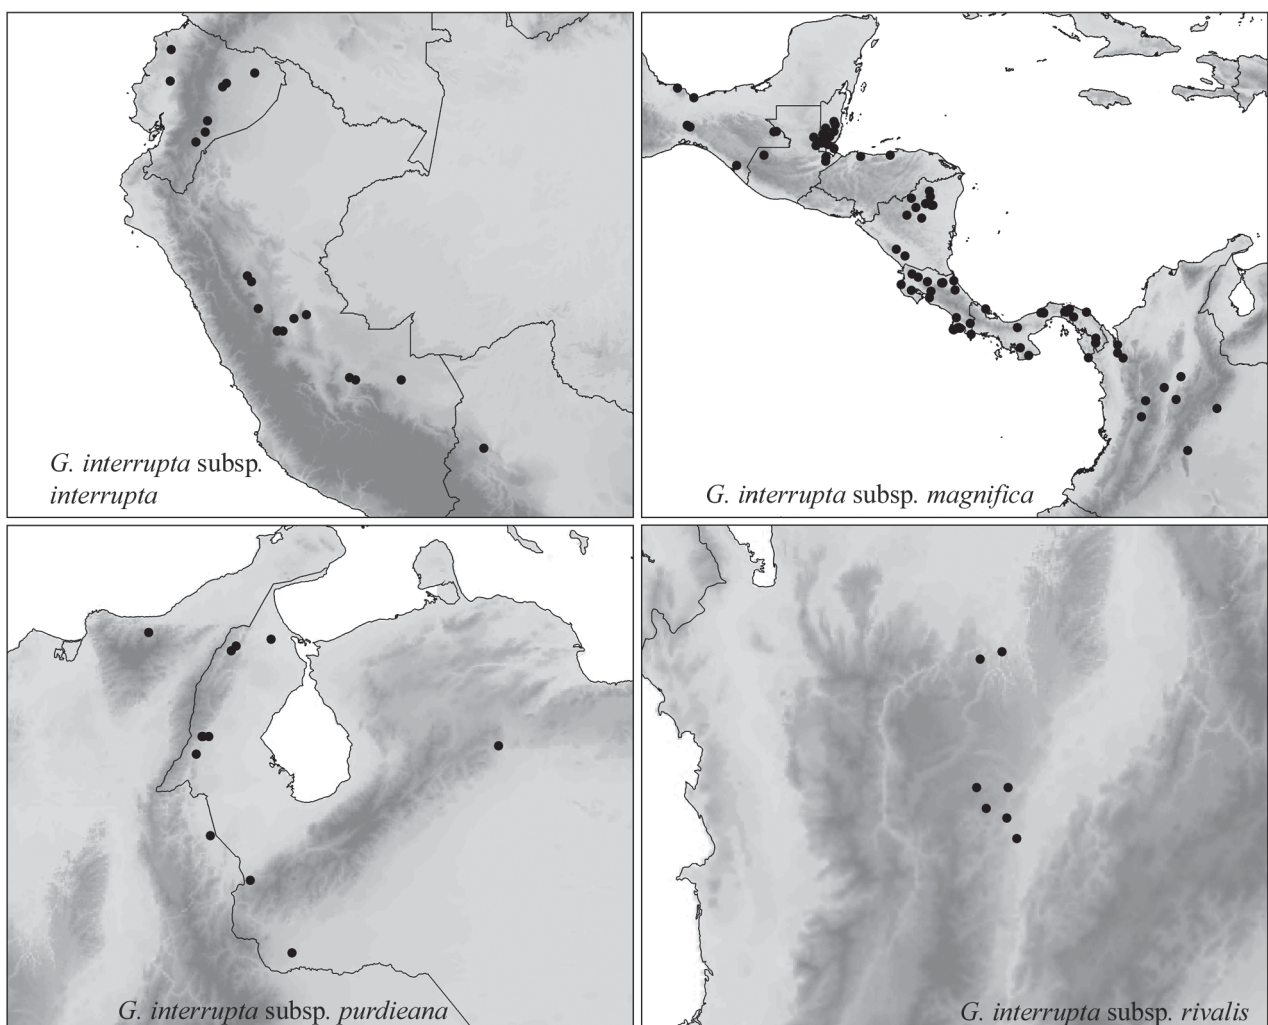 G. interrupta subsp.
interrupta
G. interrupta subsp. magnifica
G. interrupta subsp. purdieana
G. interrupta subsp. rivalis